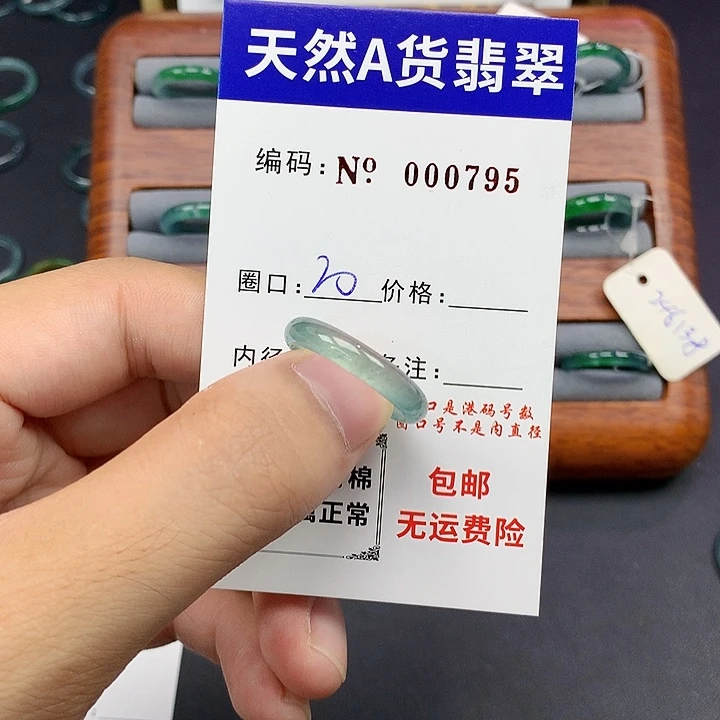 天然A货翡翠
编码: Nº 000795
圈口: 20 价格:
内径 备注:
口是港码号数
圈口号不是内直径
棉 包邮
属正常 无运费险